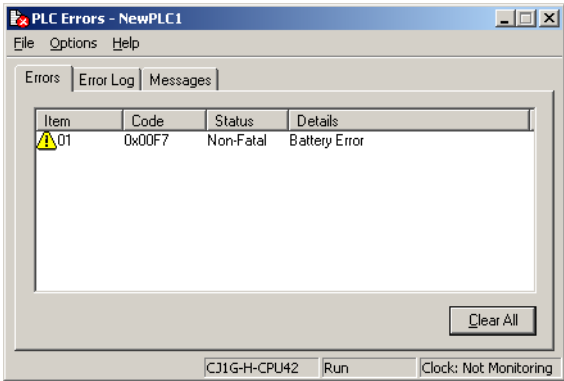 PLC Errors - NewPLC1
File Options Help
Errors Error Log Messages
Item Code Status Details
01 0x00F7 Non-Fatal Battery Error
Clear All
CJ1G-H-CPU42 Run Clock: Not Monitoring